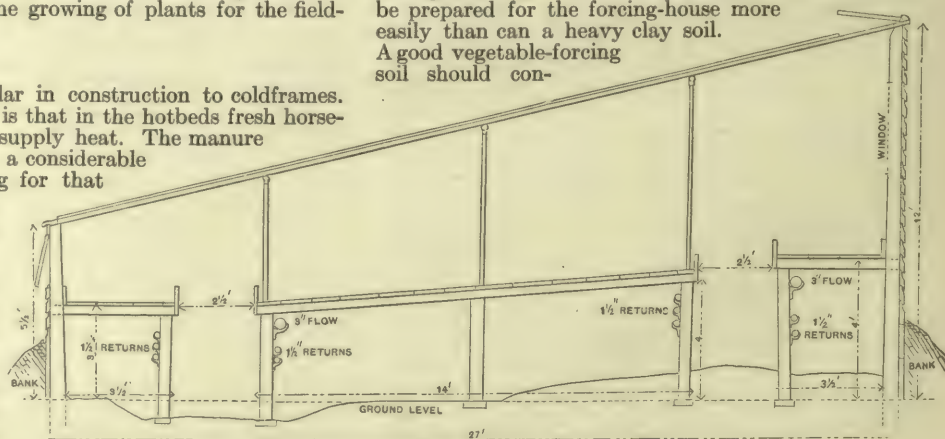 ne growing of plants for the field-
lar in construction to coldframes.
is that in the hotbeds fresh horse-
supply heat. The manure
a considerable
g for that
be prepared for the forcing-house more
easily than can a heavy clay soil.
A good vegetable-forcing
soil should con-
WINDOW
12'
5½'
2½'
2½'
3" FLOW
3" FLOW
1½" RETURNS
1½" RETURNS
1½" RETURNS
1½" RETURNS
3'
4'
4'
BANK
BANK
3½'
14'
3½'
GROUND LEVEL
27'